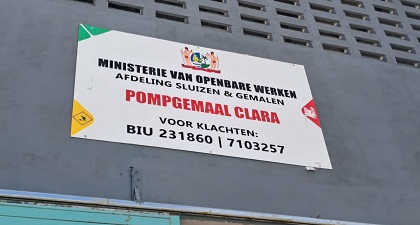 MINISTERIE VAN OPENBARE WERKEN
AFDELING SLUIZEN & GEMALEN
POMPGEMAAL CLARA
VOOR KLACHTEN:
BIU 231860 | 7103257